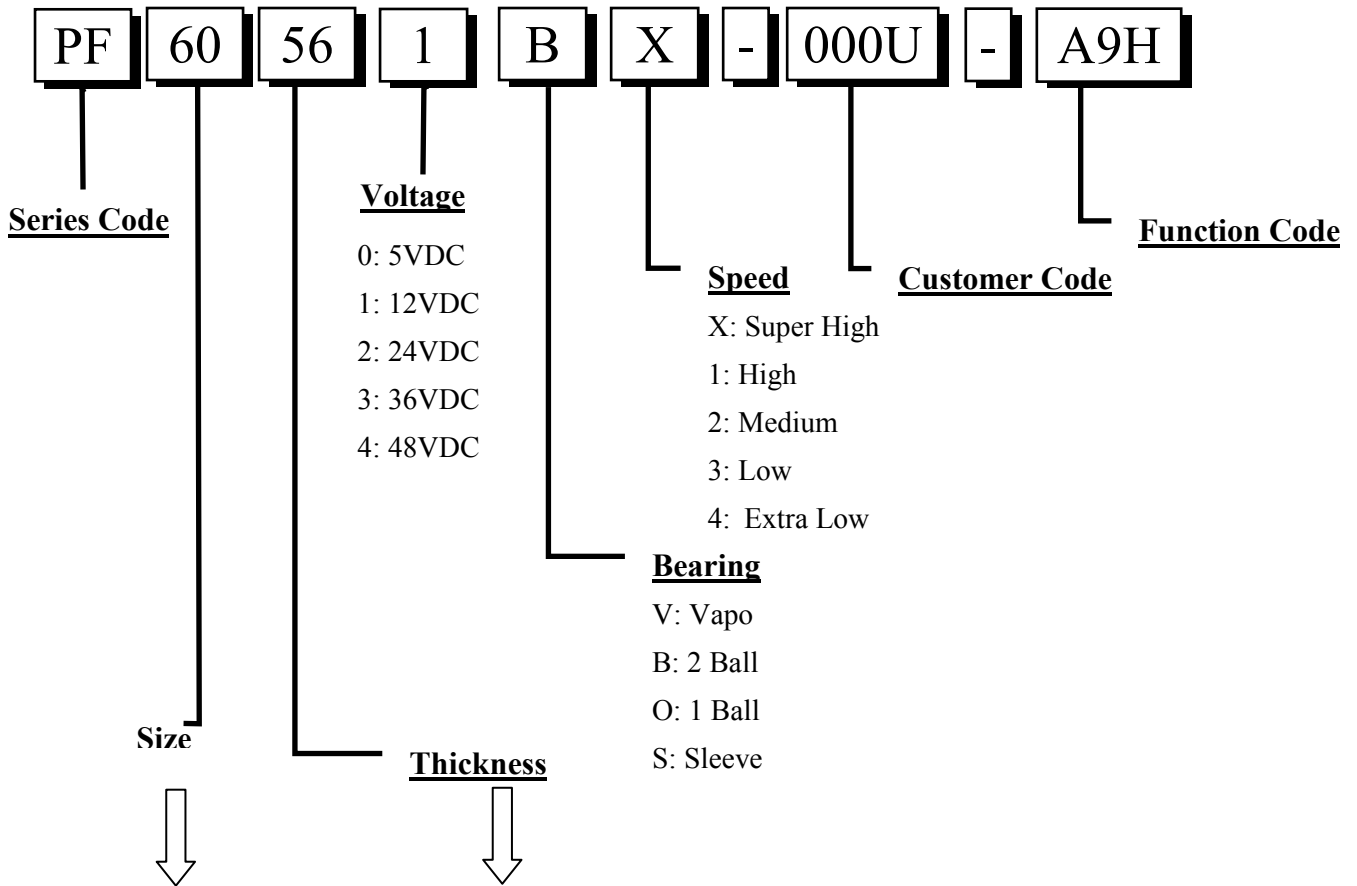 PF 60 56 1 B X - 000U - A9H
Series Code
Voltage
0: 5VDC
1: 12VDC
2: 24VDC
3: 36VDC
4: 48VDC
Function Code
Speed
X: Super High
1: High
2: Medium
3: Low
4: Extra Low
Customer Code
Bearing
V: Vapo
B: 2 Ball
O: 1 Ball
S: Sleeve
Size
Thickness